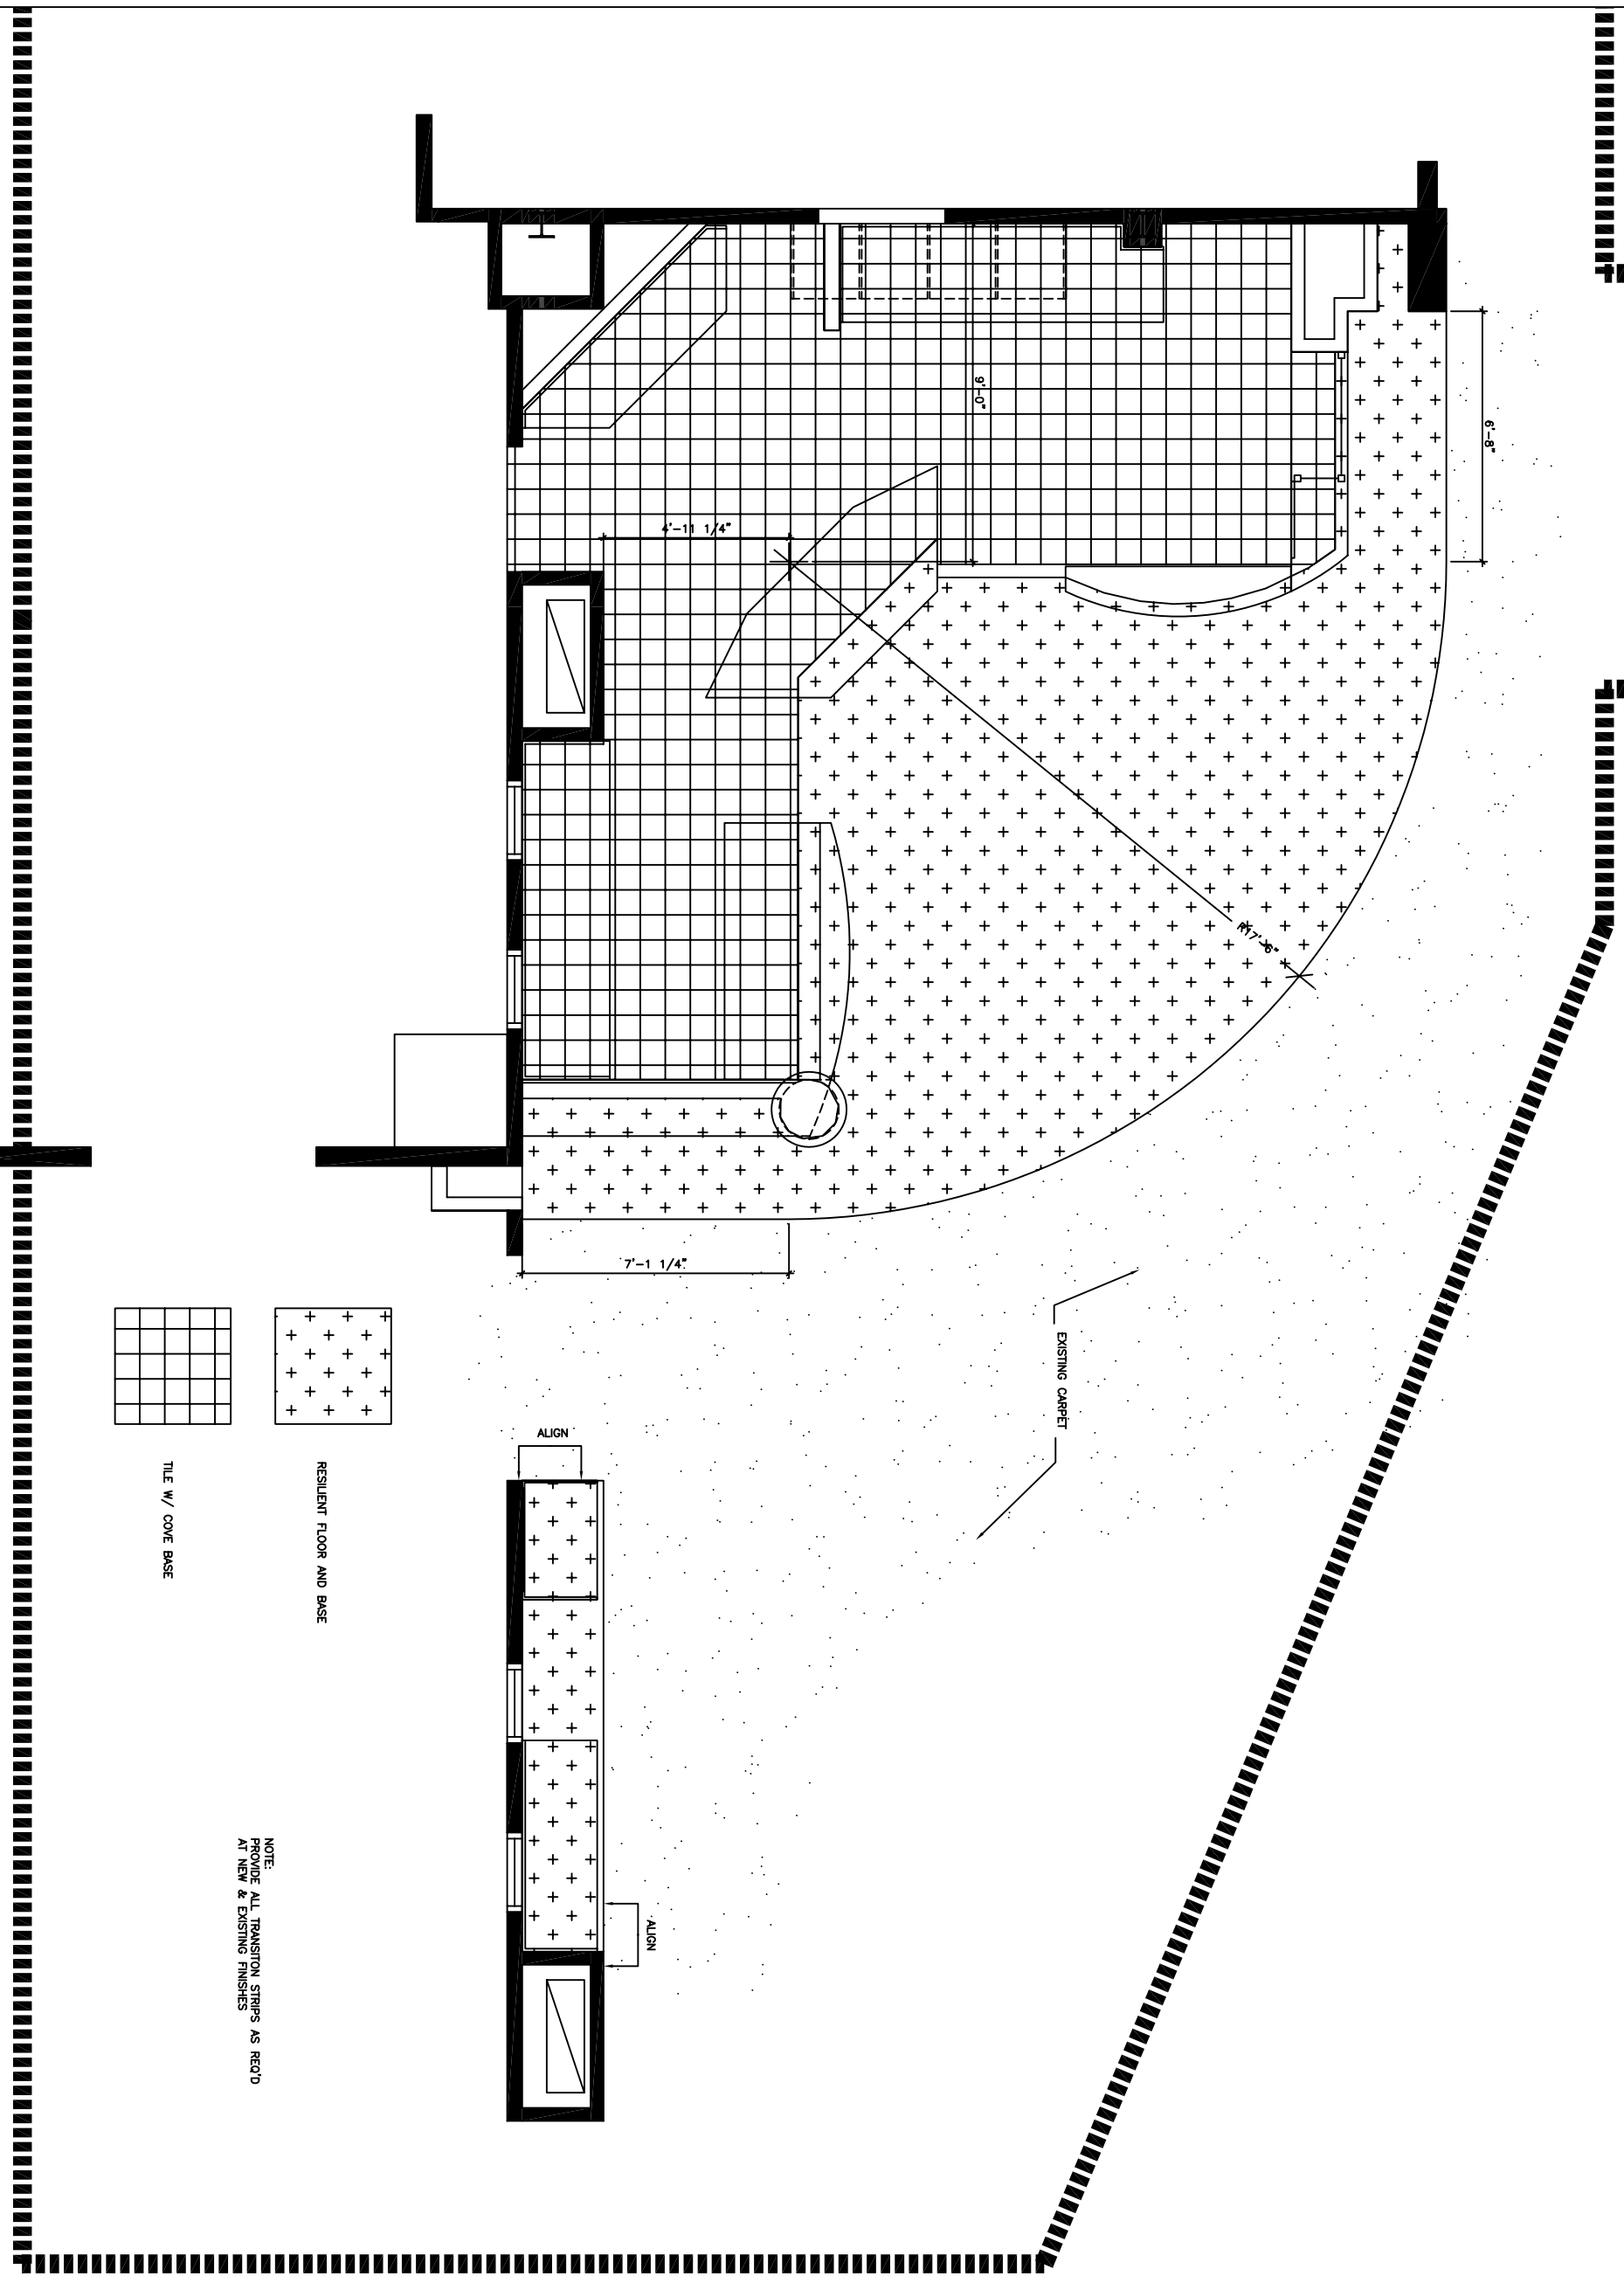 9'-0"
6'-8"
4'-11 1/4"
R17'-6"
7'-1 1/4"
EXISTING CARPET
ALIGN
ALIGN
RESILIENT FLOOR AND BASE
TILE W/ COVE BASE
NOTE:
PROVIDE ALL TRANSITON STRIPS AS REQ'D
AT NEW & EXISTING FINISHES